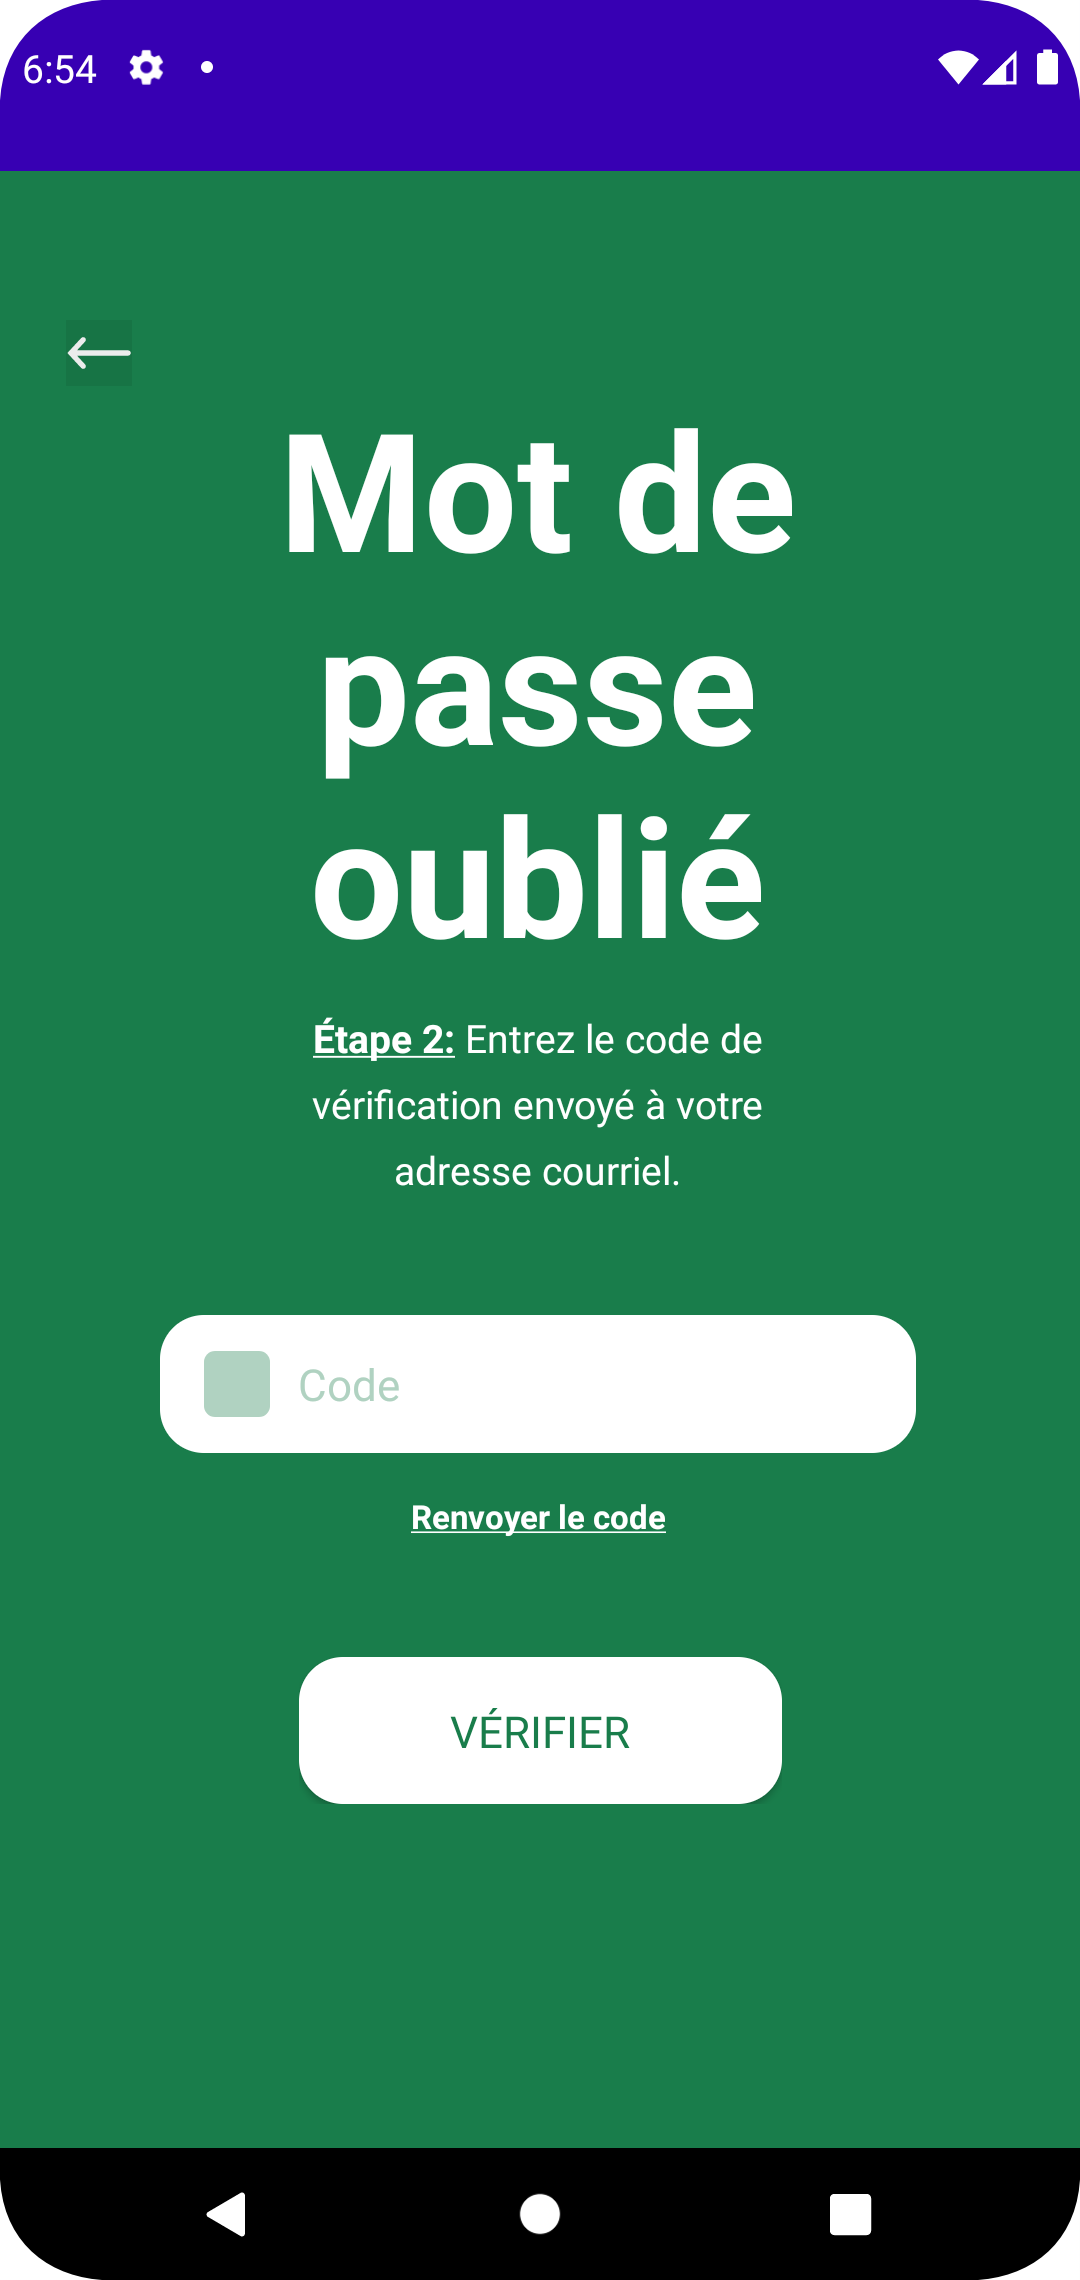 6:54
Mot de
passe
oublié
Étape 2: Entrez le code de
vérification envoyé à votre
adresse courriel.
Code
Renvoyer le code
VÉRIFIER